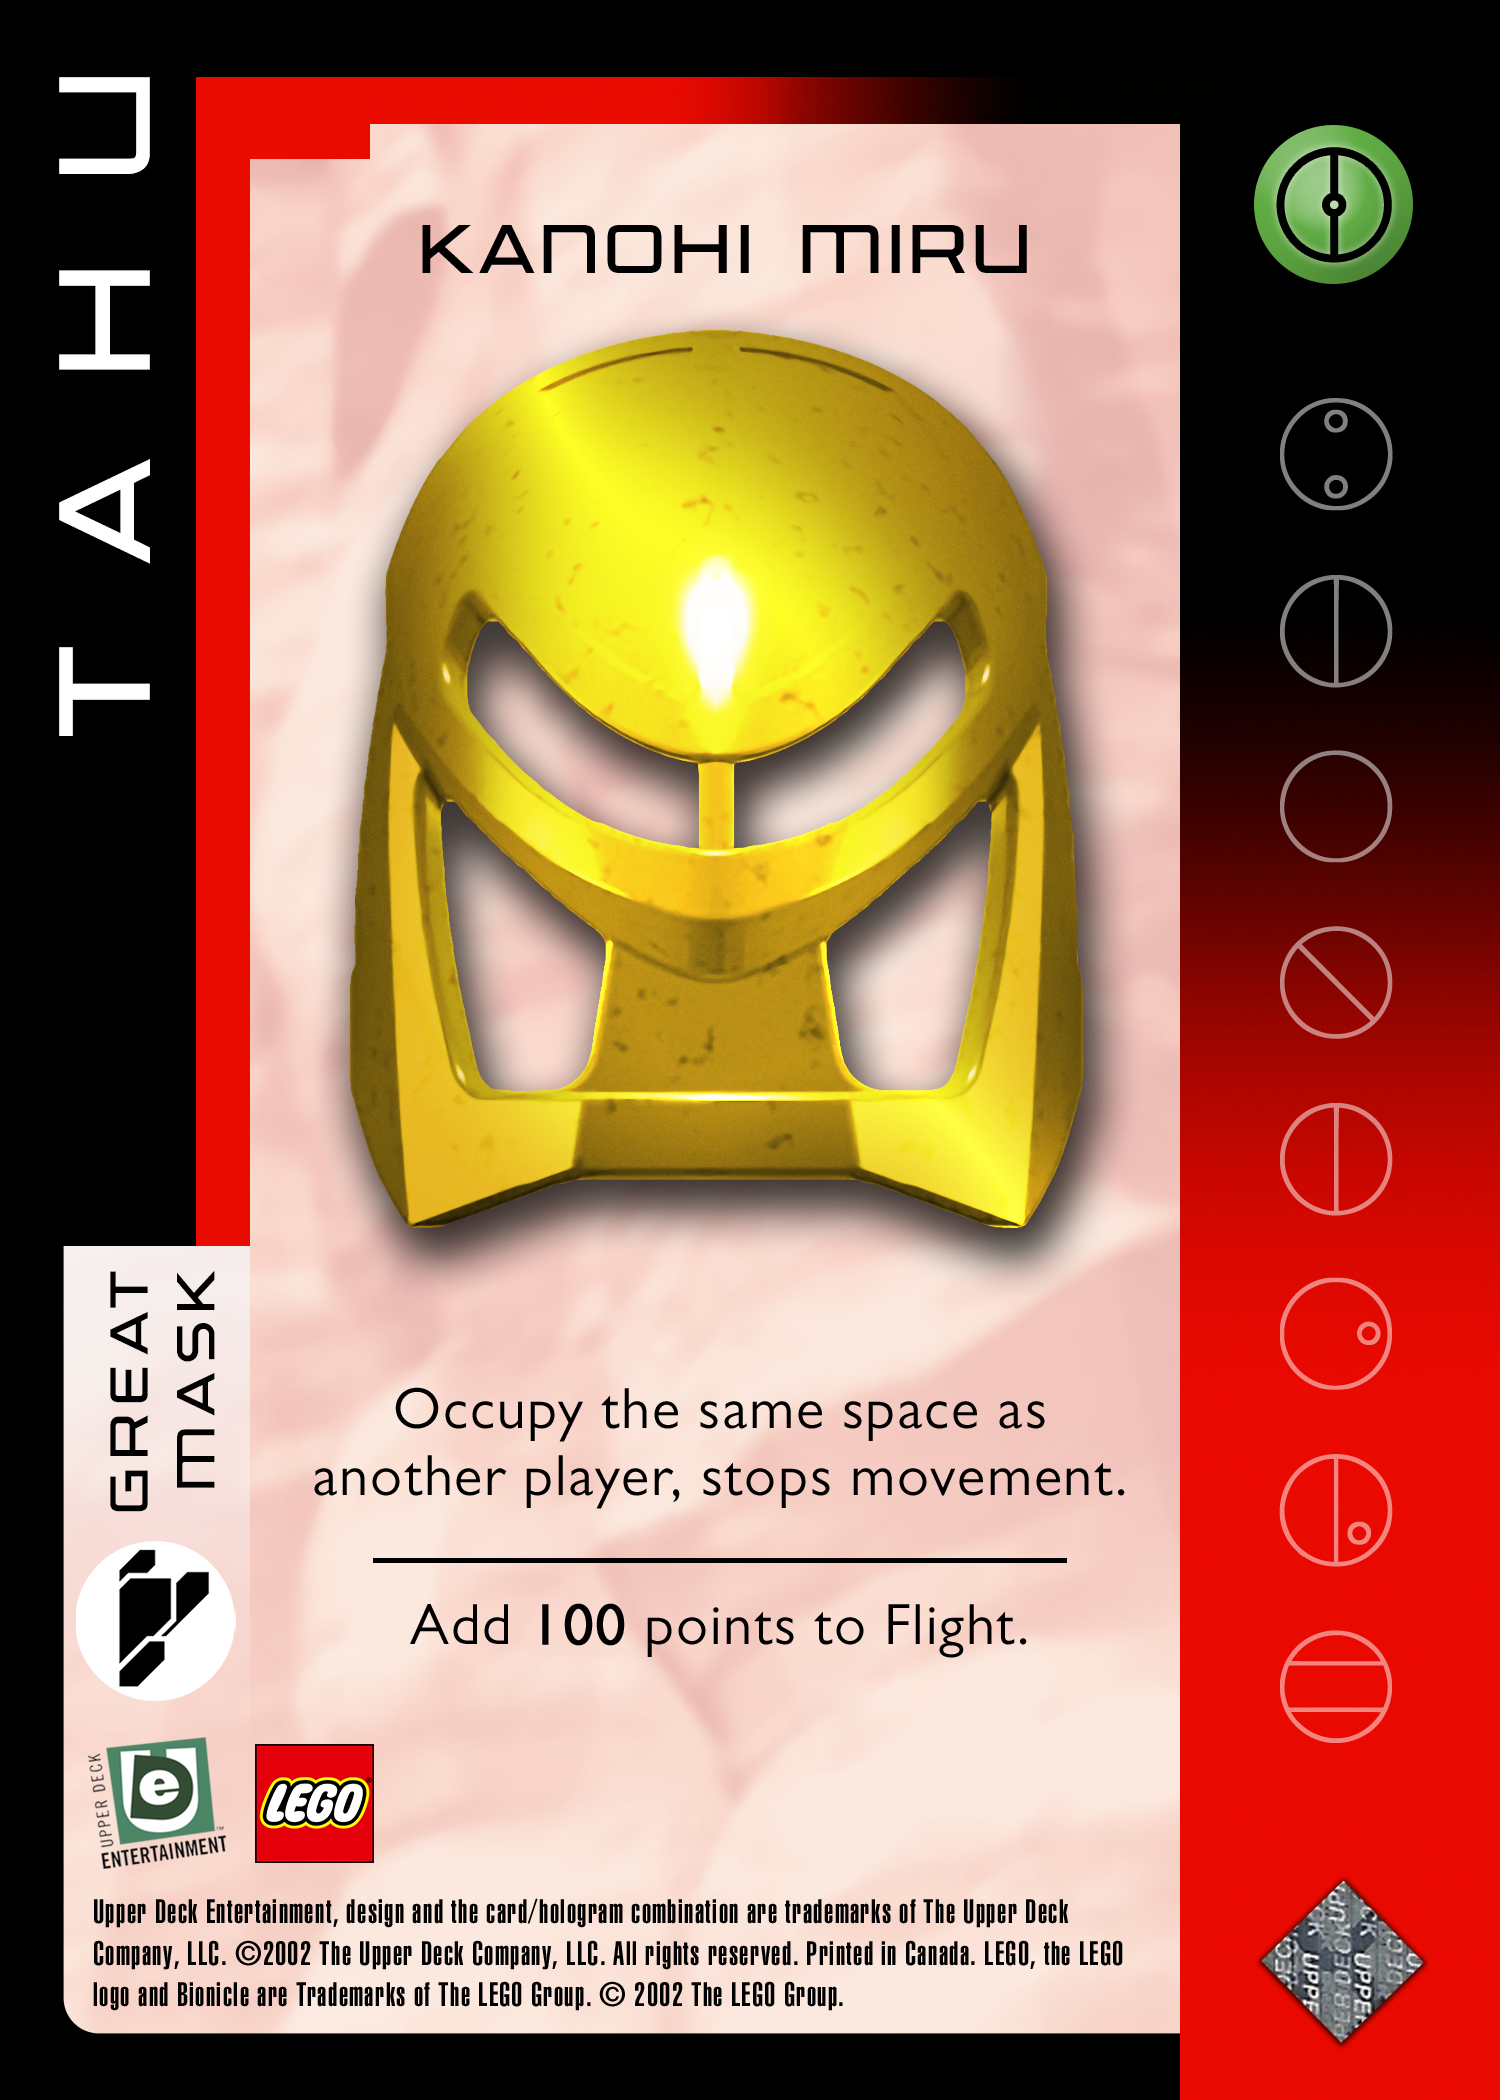 TAHU
KANOHI MIRU
GREAT
MASK
Occupy the same space as
another player, stops movement.
Add 100 points to Flight.
UPPER DECK
ENTERTAINMENT
LEGO
Upper Deck Entertainment, design and the card/hologram combination are trademarks of The Upper Deck
Company, LLC. ©2002 The Upper Deck Company, LLC. All rights reserved. Printed in Canada. LEGO, the LEGO
logo and Bionicle are Trademarks of The LEGO Group. © 2002 The LEGO Group.